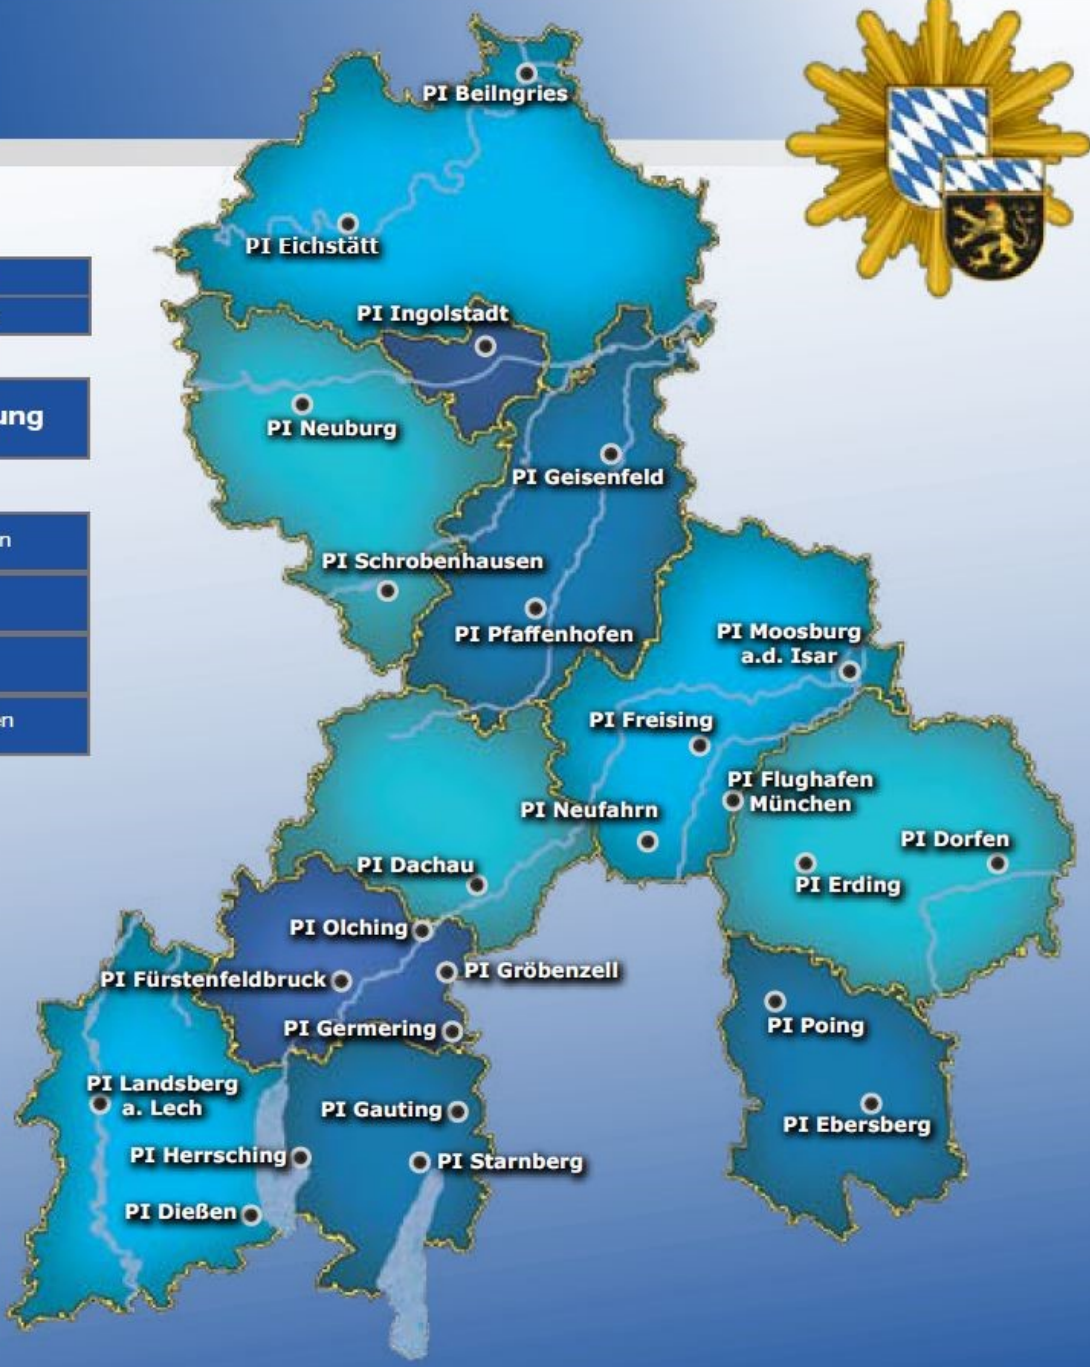 PI Beilngries
PI Eichstätt
PI Ingolstadt
ung
PI Neuburg
PI Geisenfeld
n
PI Schrobenhausen
PI Pfaffenhofen
PI Moosburg
a.d. Isar
en
PI Freising
PI Flughafen
München
PI Neufahrn
PI Dorfen
PI Dachau
PI Erding
PI Olching
PI Gröbenzell
PI Fürstenfeldbruck
PI Germering
PI Poing
PI Landsberg
a. Lech
PI Gauting
PI Ebersberg
PI Herrsching
PI Starnberg
PI Dießen